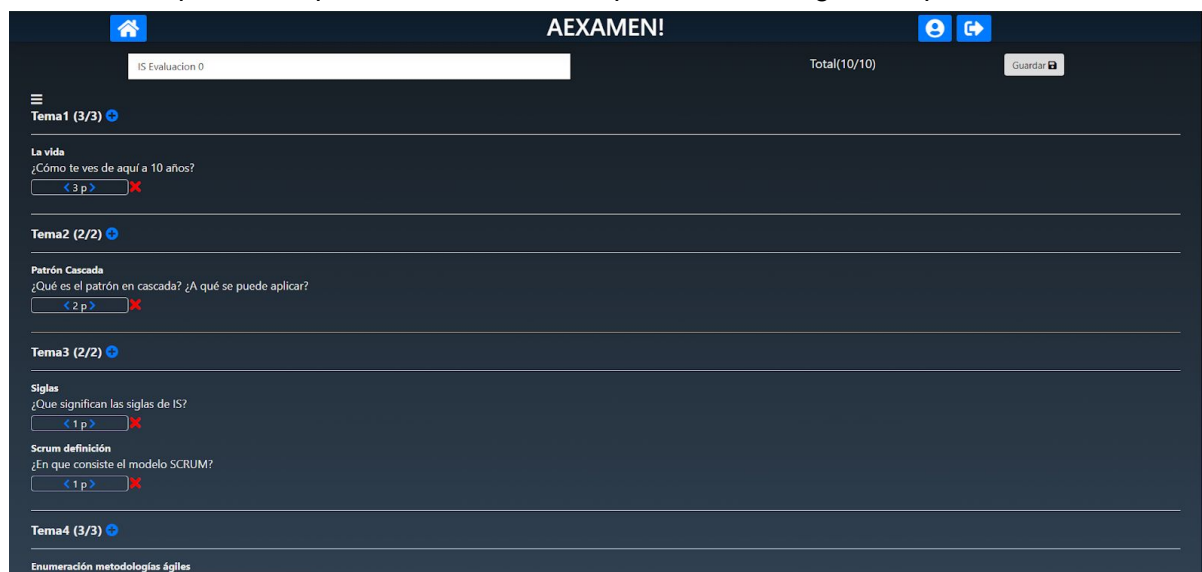 AEXAMEN!
IS Evaluacion 0
Total(10/10)
Guardar
Tema1 (3/3)
La vida
¿Cómo te ves de aquí a 10 años?
3 p
Tema2 (2/2)
Patrón Cascada
¿Qué es el patrón en cascada? ¿A qué se puede aplicar?
2 p
Tema3 (2/2)
Siglas
¿Que significan las siglas de IS?
1 p
Scrum definición
¿En que consiste el modelo SCRUM?
1 p
Tema4 (3/3)
Enumeración metodologías ágiles